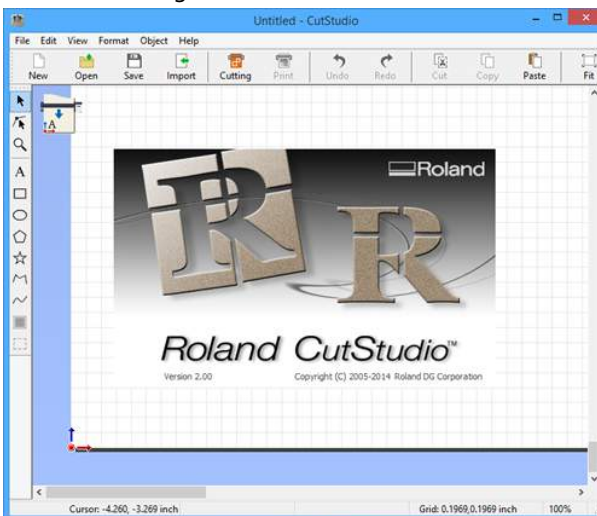 Untitled - CutStudio
File Edit View Format Object Help
New Open Save Import Cutting Print Undo Redo Cut Copy Paste Fit
A
A
R R
Roland
Roland CutStudio™
Version 2.00 Copyright (C) 2005-2014 Roland DG Corporation
Cursor: -4.260, -3.269 inch Grid: 0.1969,0.1969 inch 100%